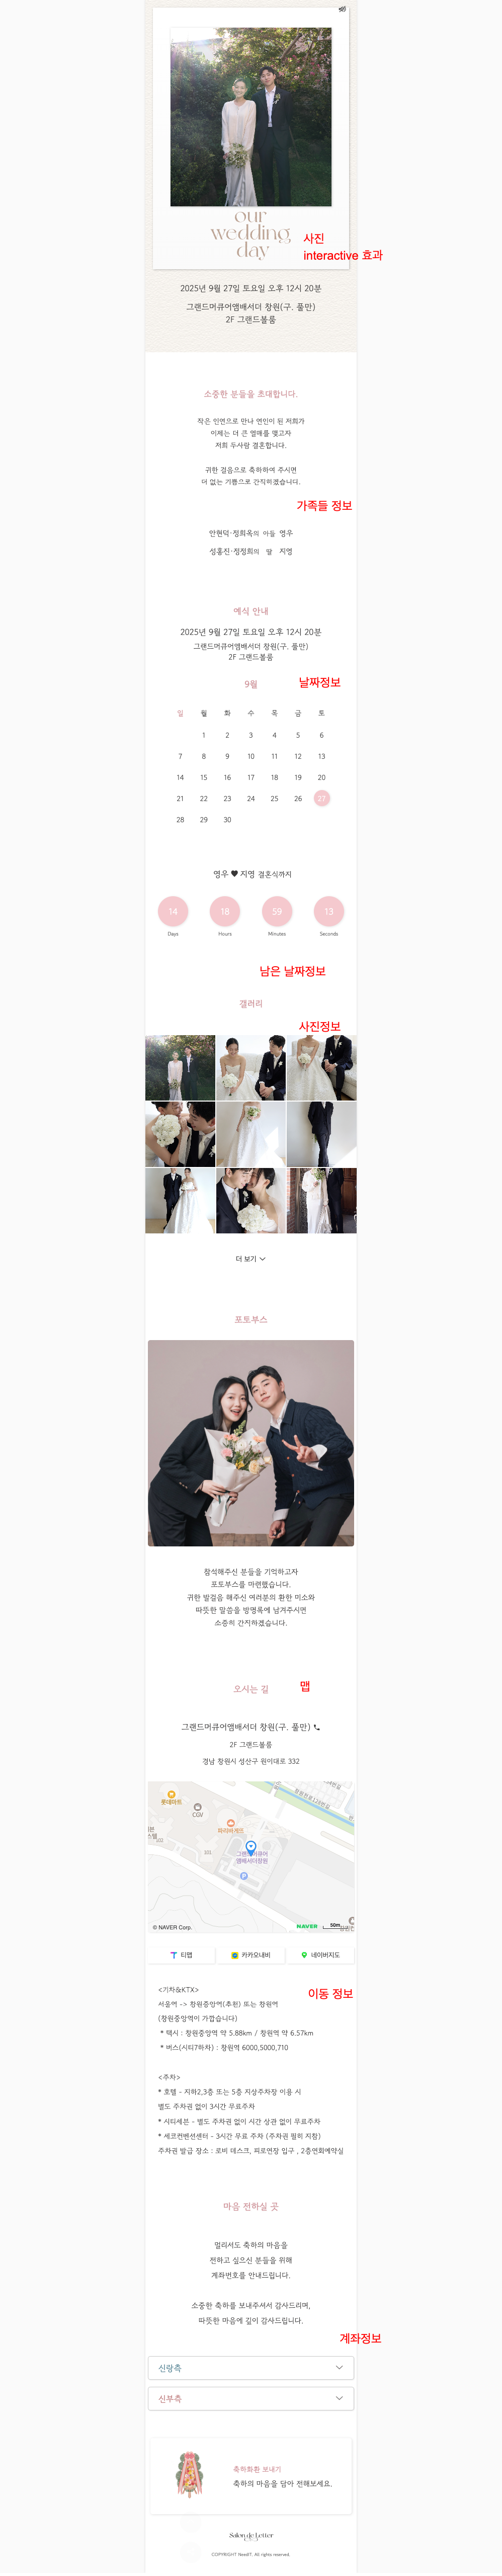 our
wedding
day
사진
interactive 효과
2025년 9월 27일 토요일 오후 12시 20분
그랜드머큐어앰배서더 창원(구. 풀만)
2F 그랜드볼룸
소중한 분들을 초대합니다.
작은 인연으로 만나 연인이 된 저희가
이제는 더 큰 열매를 맺고자
저희 두사람 결혼합니다.
귀한 걸음으로 축하하여 주시면
더 없는 기쁨으로 간직하겠습니다.
가족들 정보
안현덕·정희옥의 아들 영우
성홍진·정정희의 딸 지영
예식 안내
2025년 9월 27일 토요일 오후 12시 20분
그랜드머큐어앰배서더 창원(구. 풀만)
2F 그랜드볼룸
9월
날짜정보
일 월 화 수 목 금 토
1 2 3 4 5 6
7 8 9 10 11 12 13
14 15 16 17 18 19 20
21 22 23 24 25 26 27
28 29 30
영우 ♥ 지영 결혼식까지
14 18 59 13
Days Hours Minutes Seconds
남은 날짜정보
갤러리
사진정보
더 보기
포토부스
참석해주신 분들을 기억하고자
포토부스를 마련했습니다.
귀한 발걸음 해주신 여러분의 환한 미소와
따뜻한 말씀을 방명록에 남겨주시면
소중히 간직하겠습니다.
오시는 길
맵
그랜드머큐어앰배서더 창원(구. 풀만)
2F 그랜드볼룸
경남 창원시 성산구 원이대로 332
롯데마트
CGV
파리바게뜨
그랜드머큐어
앰배서더창원
© NAVER Corp.
NAVER 50m
티맵 카카오내비 네이버지도
<기차&KTX>
이동 정보
서울역 -> 창원중앙역(추천) 또는 창원역
(창원중앙역이 가깝습니다)
* 택시 : 창원중앙역 약 5.88km / 창원역 약 6.57km
* 버스(시티7하차) : 창원역 6000,5000,710
<주차>
* 호텔 - 지하2,3층 또는 5층 지상주차장 이용 시
별도 주차권 없이 3시간 무료주차
* 시티세븐 - 별도 주차권 없이 시간 상관 없이 무료주차
* 세코컨벤션센터 - 3시간 무료 주차 (주차권 필히 지참)
주차권 발급 장소 : 로비 데스크, 피로연장 입구 , 2층연회예약실
마음 전하실 곳
멀리서도 축하의 마음을
전하고 싶으신 분들을 위해
계좌번호를 안내드립니다.
소중한 축하를 보내주셔서 감사드리며,
따뜻한 마음에 깊이 감사드립니다.
계좌정보
신랑측
신부측
축하화환 보내기
축하의 마음을 담아 전해보세요.
Salon de Letter
COPYRIGHT NeedIT. All rights reserved.